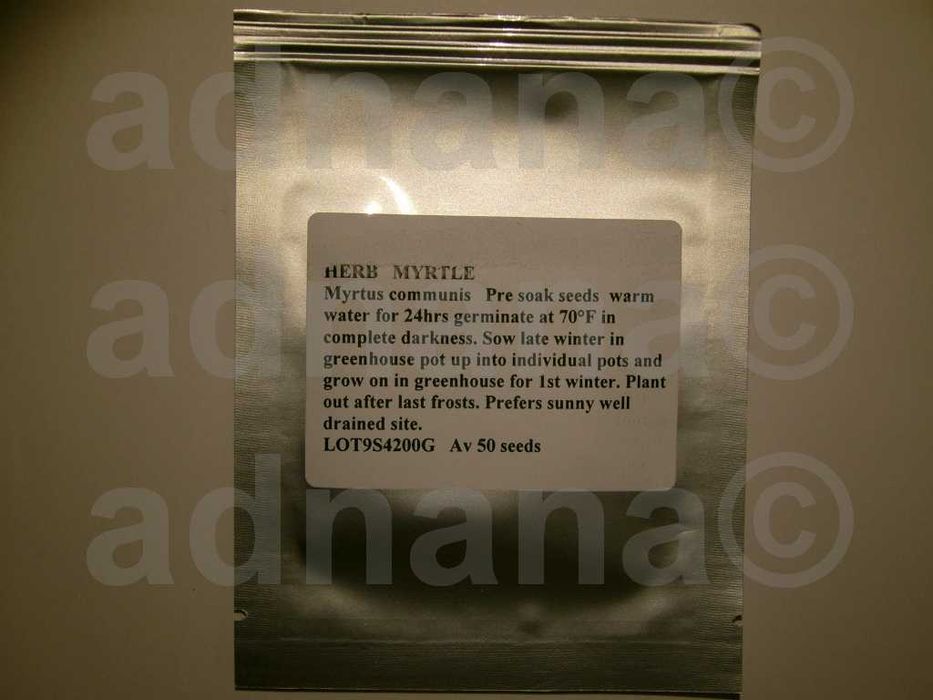 adnana©
HERB MYRTLE
Myrtus communis Pre soak seeds warm
water for 24hrs germinate at 70°F in
complete darkness. Sow late winter in
greenhouse pot up into individual pots and
grow on in greenhouse for 1st winter. Plant
out after last frosts. Prefers sunny well
drained site.
LOT9S4200G Av 50 seeds
adnana©
adnana©